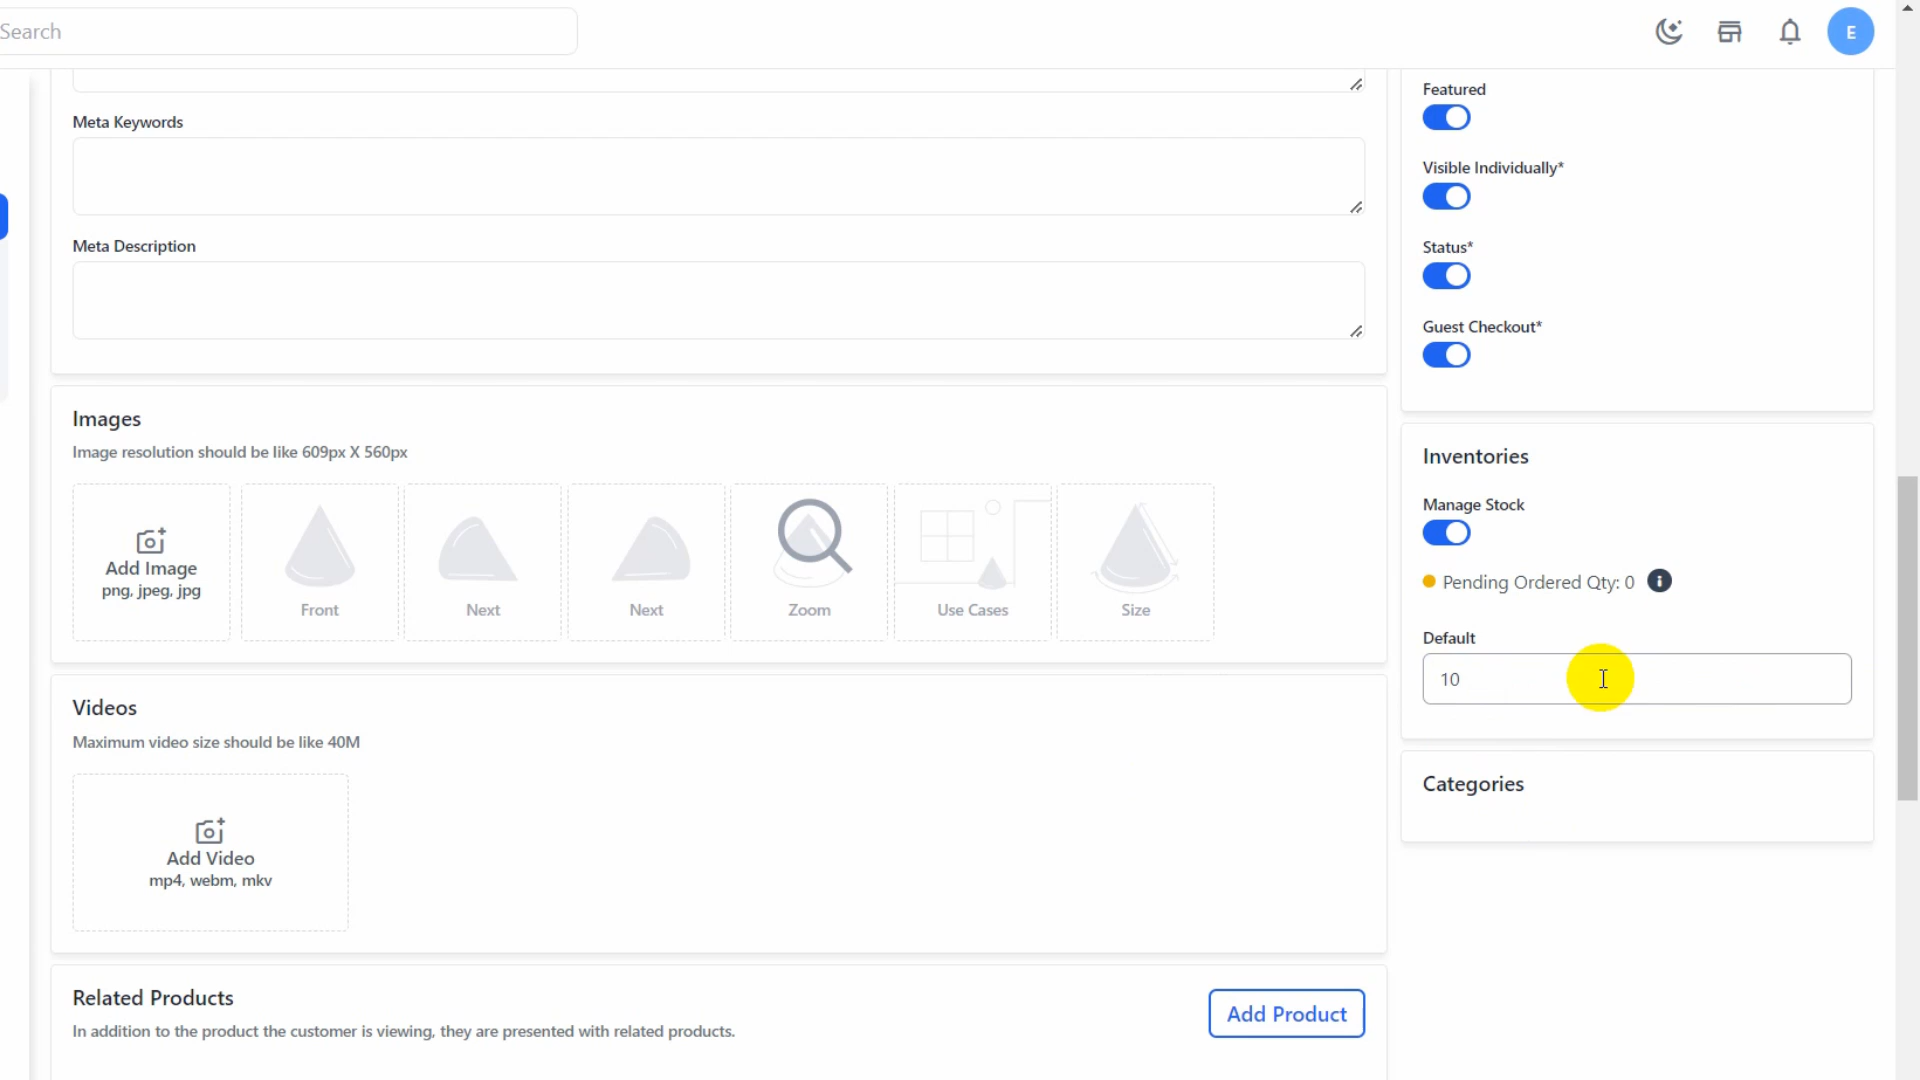 Search
E
Meta Keywords
Meta Description
Images
Image resolution should be like 609px X 560px
Add Image
png, jpeg, jpg
Front
Next
Next
Zoom
Use Cases
Size
Videos
Maximum video size should be like 40M
Add Video
mp4, webm, mkv
Related Products
In addition to the product the customer is viewing, they are presented with related products.
Add Product
Featured
Visible Individually*
Status*
Guest Checkout*
Inventories
Manage Stock
Pending Ordered Qty: 0
Default
10
Categories